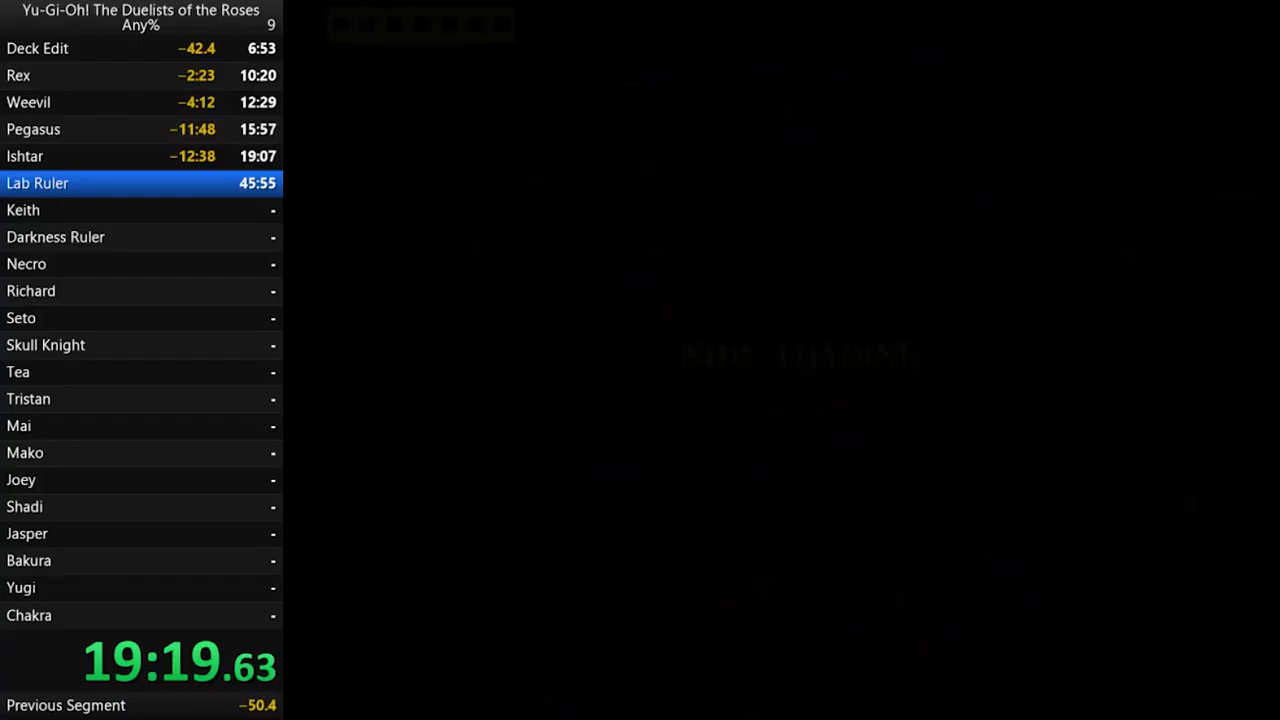 Yu-Gi-Oh! The Duelists of the Roses
Any% 9
Deck Edit −42.4 6:53
Rex −2:23 10:20
Weevil −4:12 12:29
Pegasus −11:48 15:57
Ishtar −12:38 19:07
Lab Ruler 45:55
Keith -
Darkness Ruler -
Necro -
Richard -
Seto -
Skull Knight -
Tea -
Tristan -
Mai -
Mako -
Joey -
Shadi -
Jasper -
Bakura -
Yugi -
Chakra -
19:19.63
Previous Segment −50.4
NOW LOADING